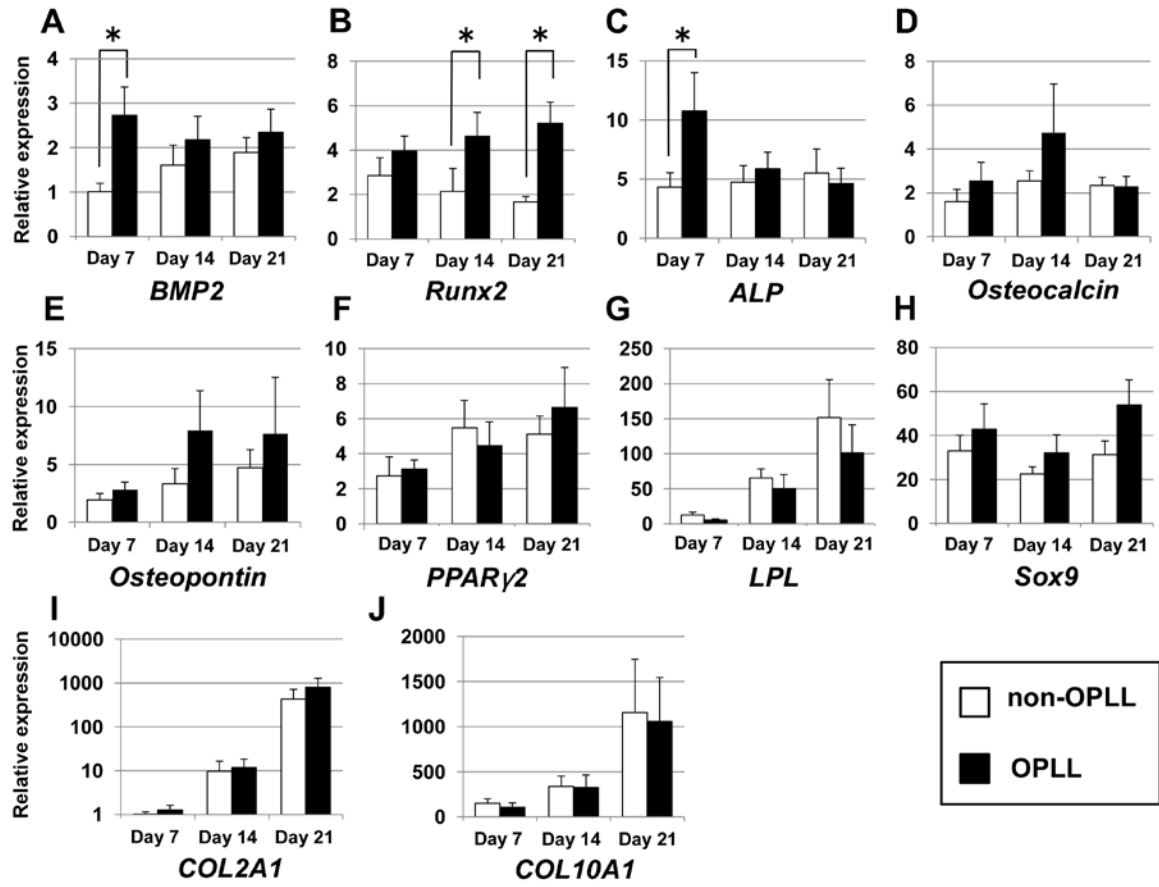 A
B
C
D
Relative expression
*
4
3
2
1
0
Day 7 Day 14 Day 21
BMP2
* *
8
6
4
2
0
Day 7 Day 14 Day 21
Runx2
*
15
10
5
0
Day 7 Day 14 Day 21
ALP
8
6
4
2
0
Day 7 Day 14 Day 21
Osteocalcin
E
F
G
H
Relative expression
15
10
5
0
Day 7 Day 14 Day 21
Osteopontin
10
8
6
4
2
0
Day 7 Day 14 Day 21
PPARγ2
250
200
150
100
50
0
Day 7 Day 14 Day 21
LPL
80
60
40
20
0
Day 7 Day 14 Day 21
Sox9
I
J
Relative expression
10000
1000
100
10
1
Day 7 Day 14 Day 21
COL2A1
2000
1500
1000
500
0
Day 7 Day 14 Day 21
COL10A1
non-OPLL
OPLL